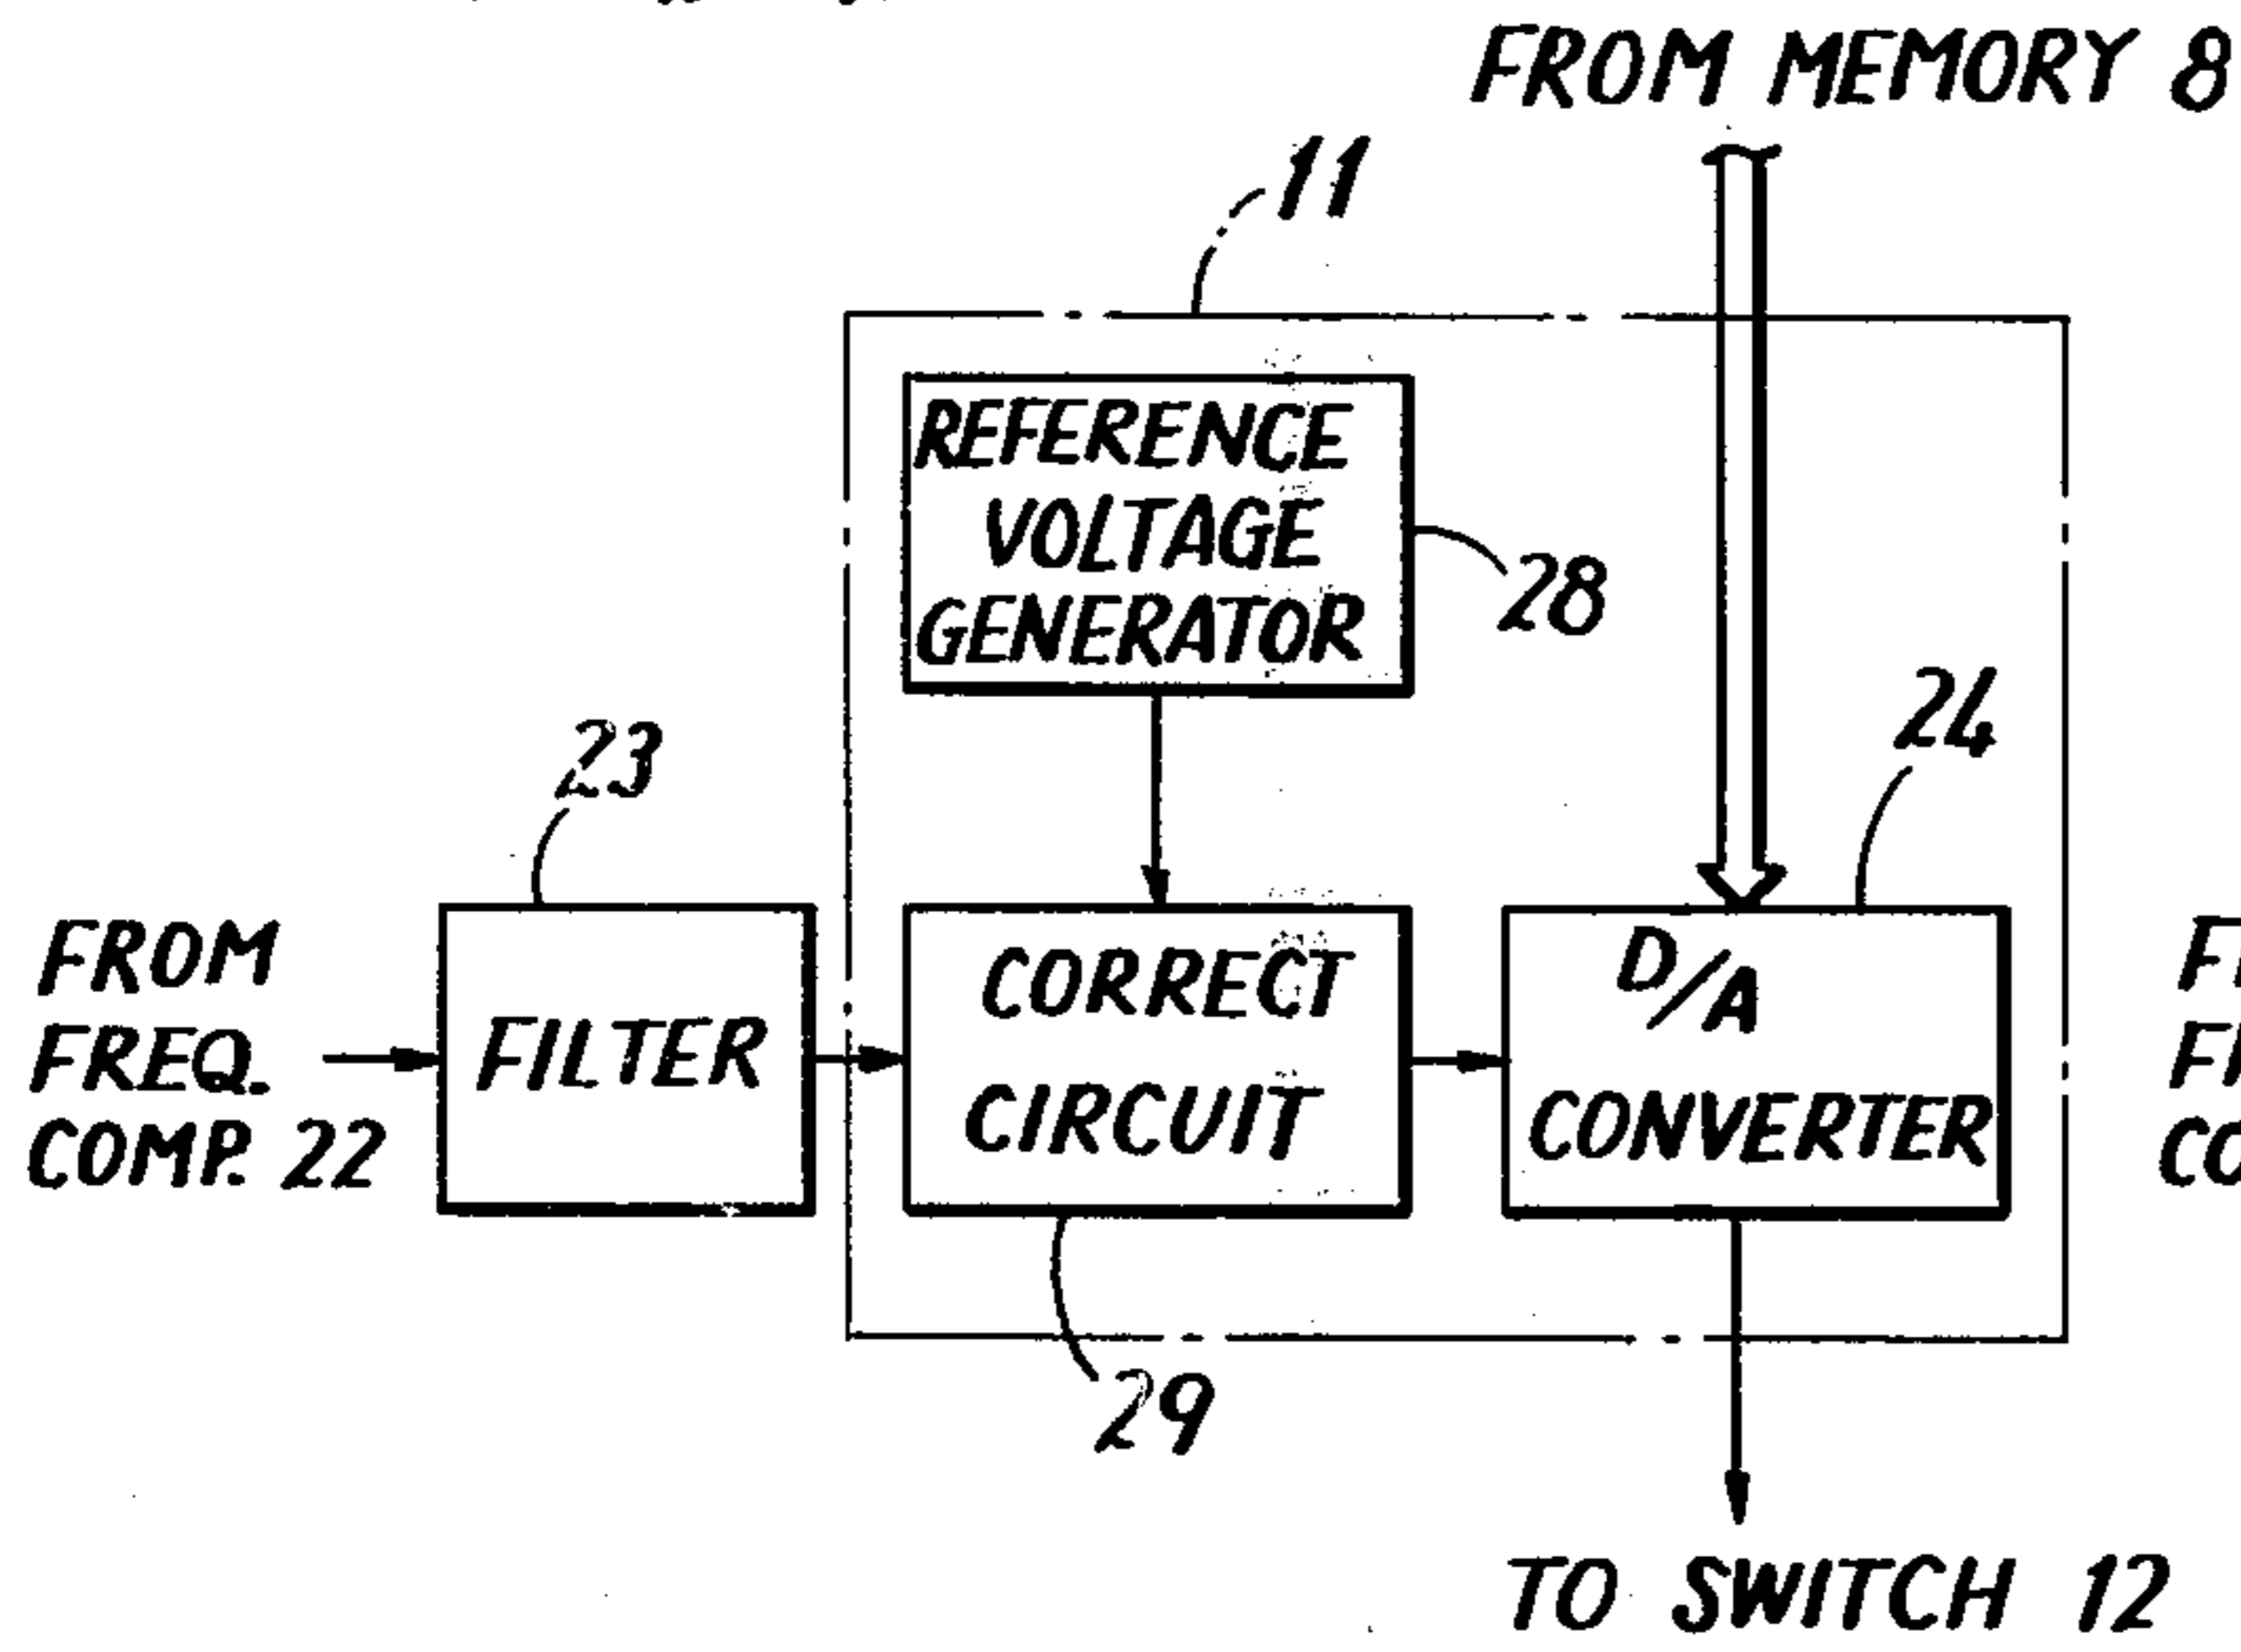 FROM MEMORY 8
11
REFERENCE
VOLTAGE
GENERATOR
28
24
23
FROM
FREQ.
COMP. 22
FILTER
CORRECT
CIRCUIT
D/A
CONVERTER
29
TO SWITCH 12